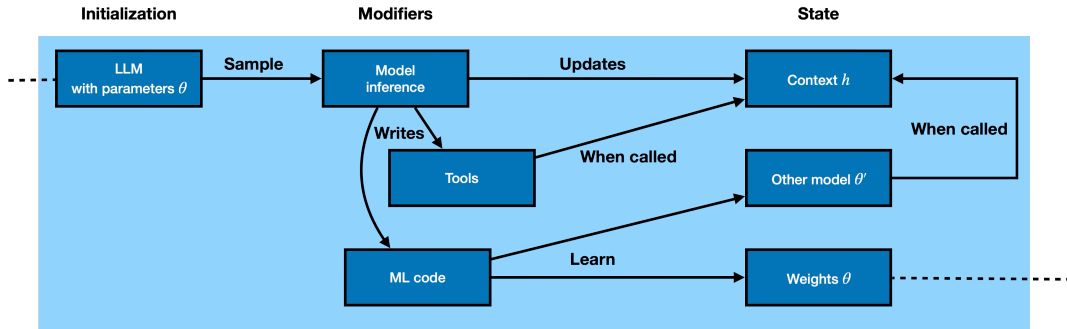 Initialization
Modifiers
State
LLM
with parameters θ
Sample
Model
inference
Updates
Context h
Writes
When called
When called
Tools
Other model θ′
Learn
ML code
Weights θ